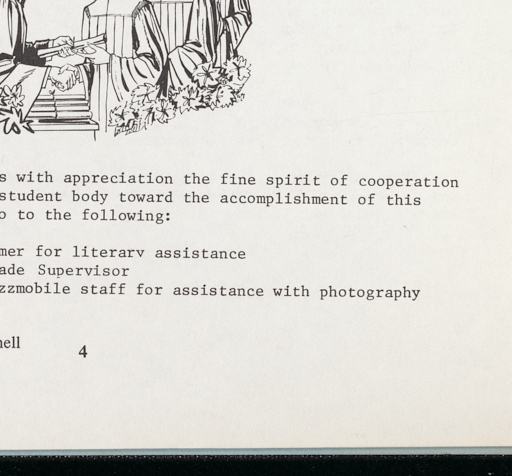 s with appreciation the fine spirit of cooperation
student body toward the accomplishment of this
o to the following:
mer for literary assistance
ade Supervisor
zzmobile staff for assistance with photography
nell
4